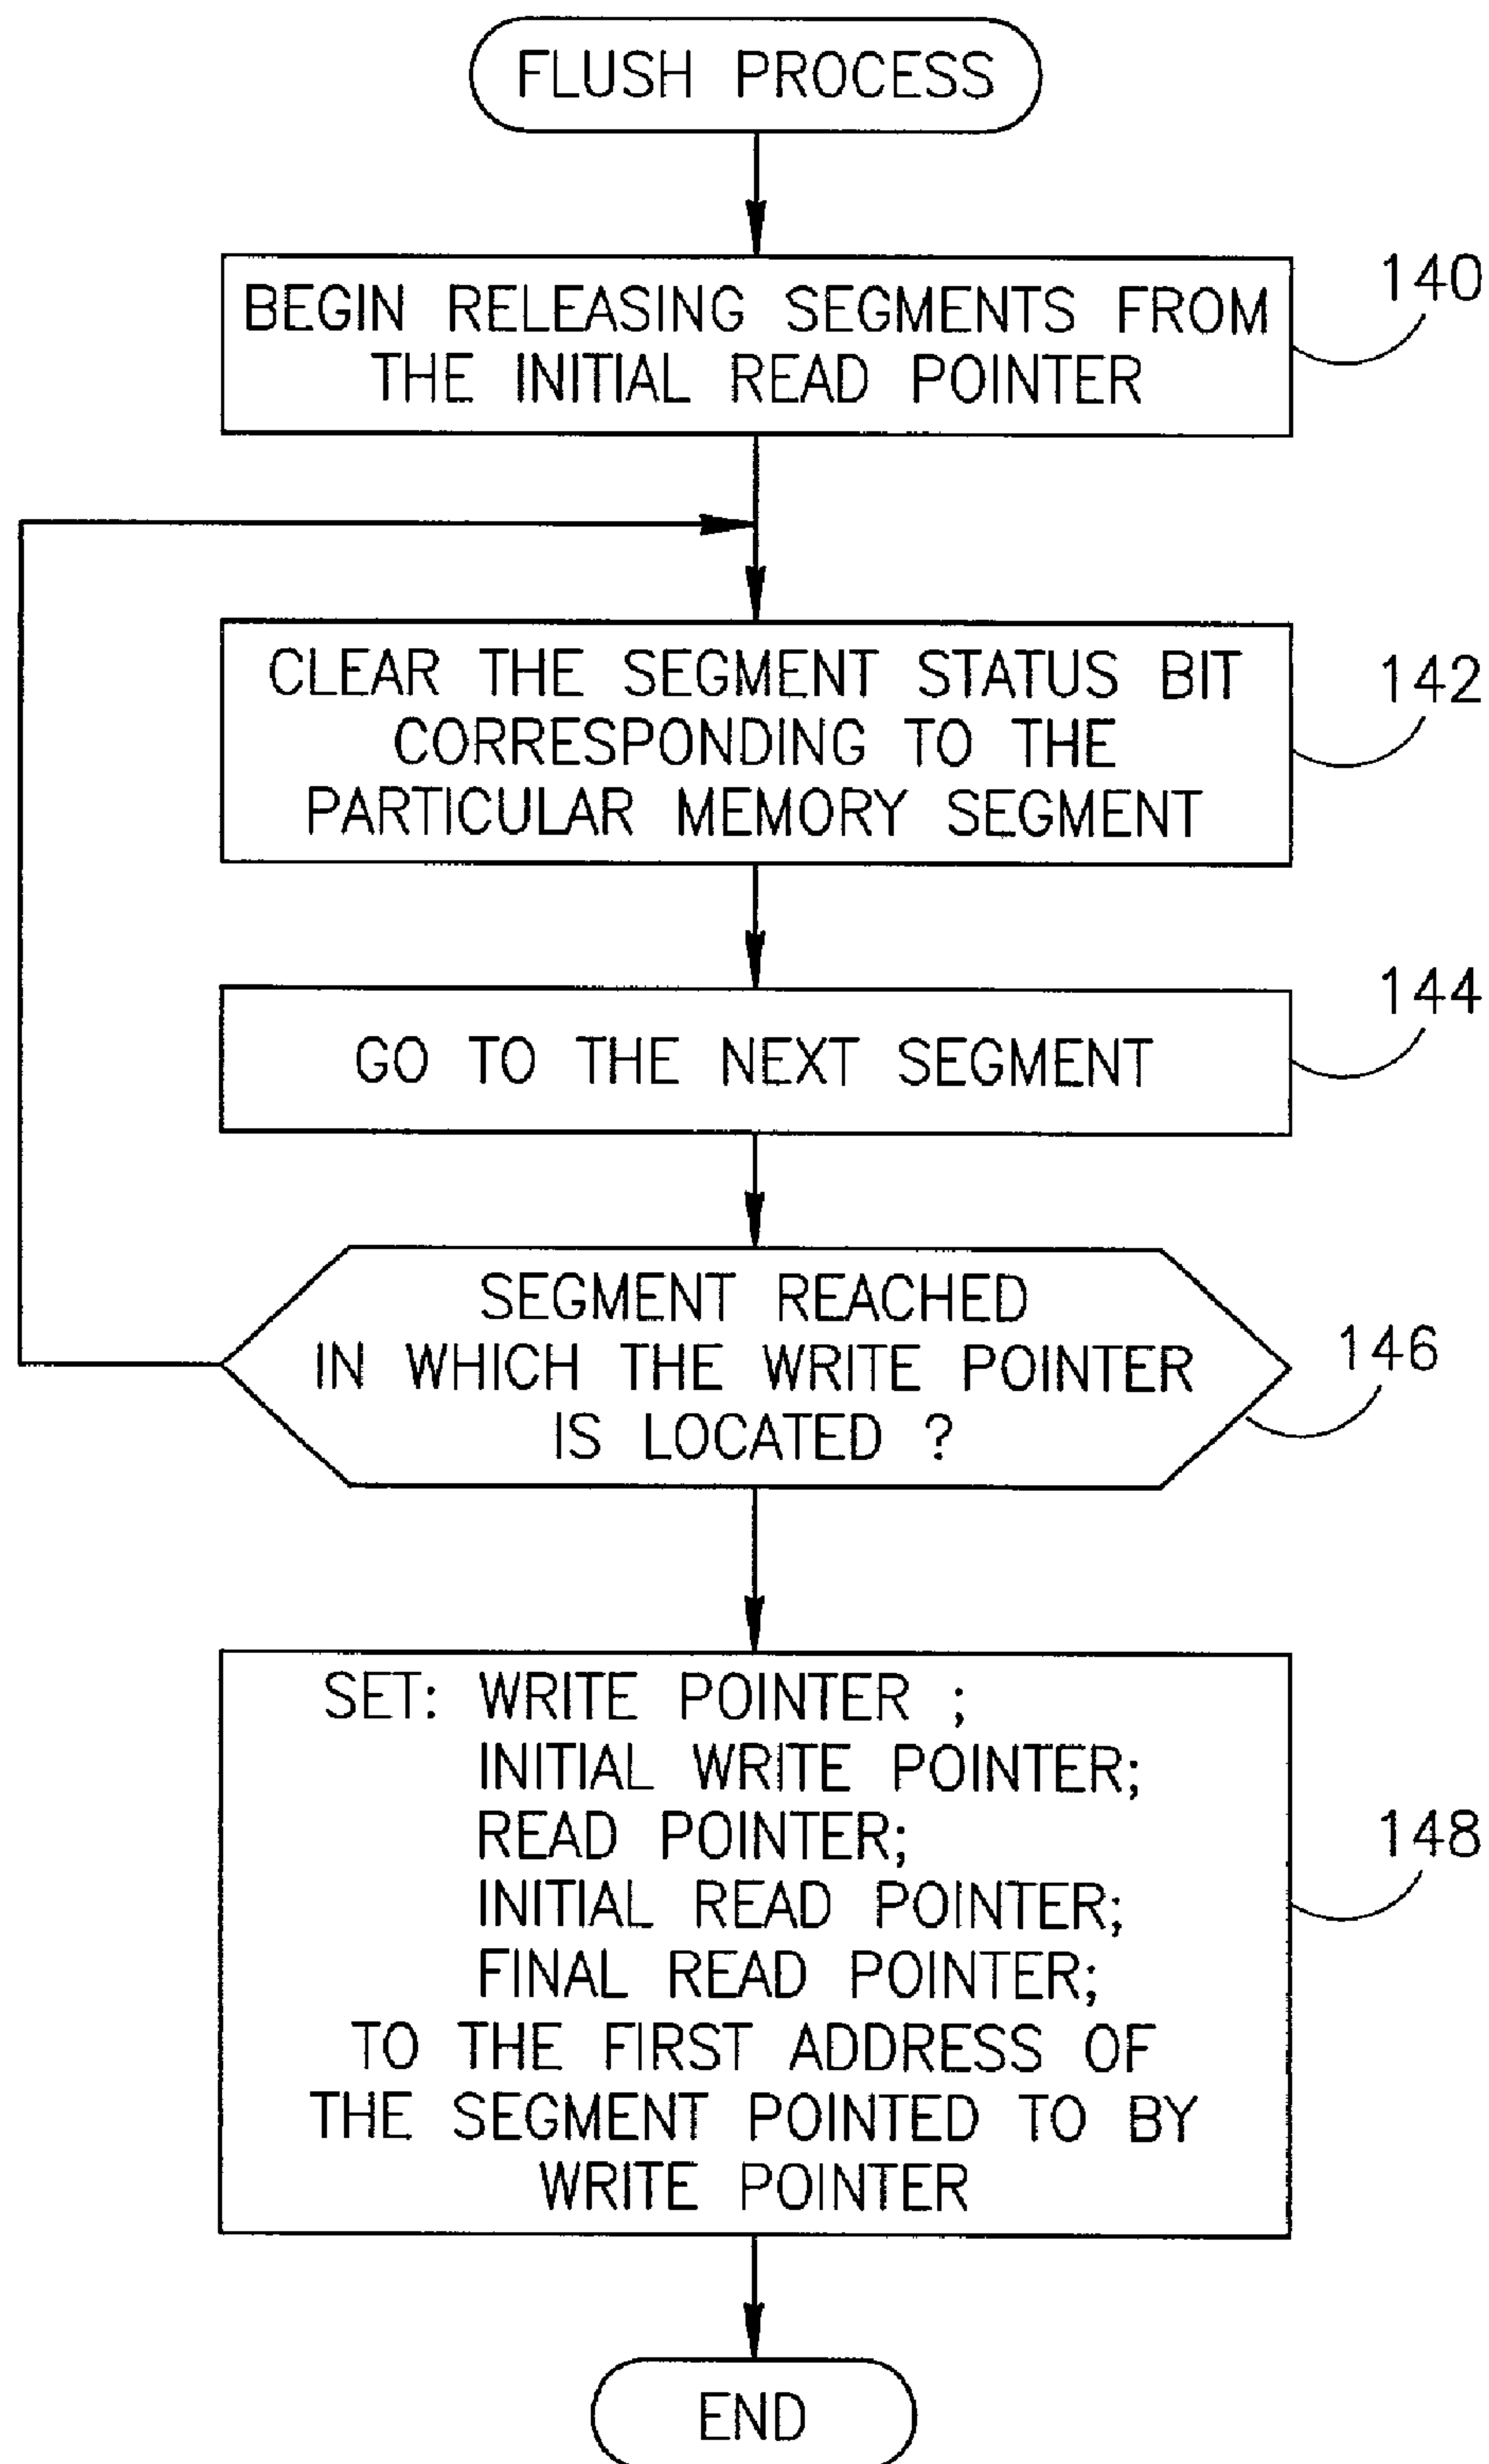 FLUSH PROCESS
BEGIN RELEASING SEGMENTS FROM
THE INITIAL READ POINTER
140
CLEAR THE SEGMENT STATUS BIT
CORRESPONDING TO THE
PARTICULAR MEMORY SEGMENT
142
GO TO THE NEXT SEGMENT
144
SEGMENT REACHED
IN WHICH THE WRITE POINTER
IS LOCATED ?
146
SET: WRITE POINTER ;
INITIAL WRITE POINTER;
READ POINTER;
INITIAL READ POINTER;
FINAL READ POINTER;
TO THE FIRST ADDRESS OF
THE SEGMENT POINTED TO BY
WRITE POINTER
148
END